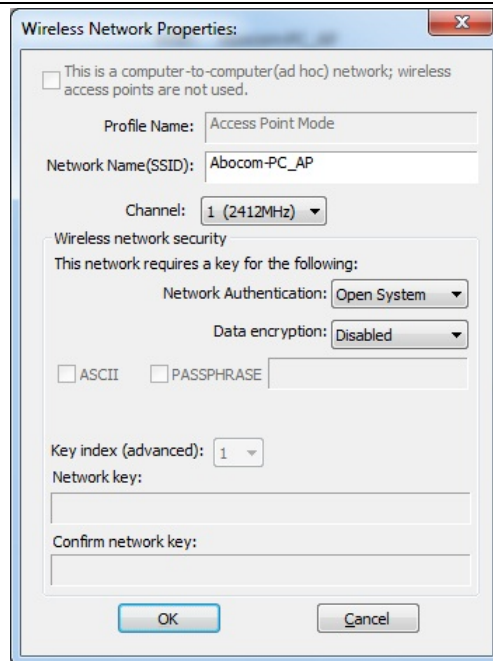 Wireless Network Properties:
This is a computer-to-computer(ad hoc) network; wireless
access points are not used.
Profile Name: Access Point Mode
Network Name(SSID): Abocom-PC_AP
Channel: 1 (2412MHz)
Wireless network security
This network requires a key for the following:
Network Authentication: Open System
Data encryption: Disabled
ASCII PASSPHRASE
Key index (advanced): 1
Network key:
Confirm network key:
OK Cancel